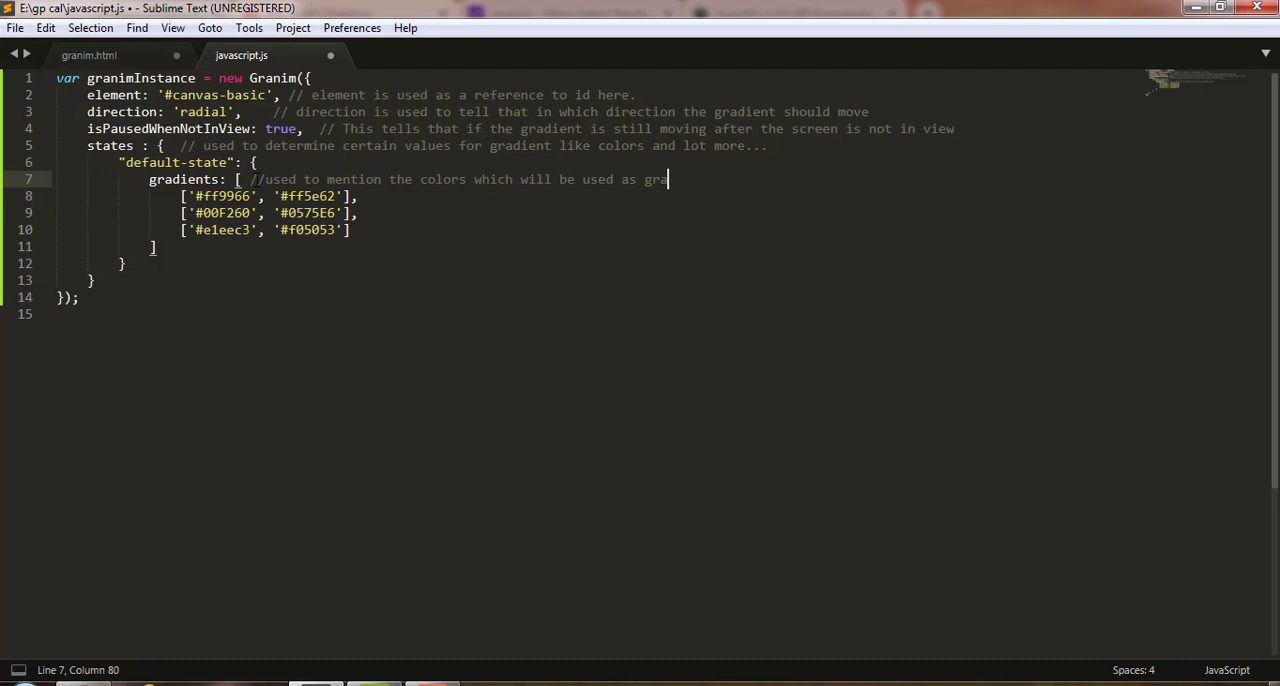 E:\gp cal\javascript.js • - Sublime Text (UNREGISTERED)
File Edit Selection View Goto Tools Project Preferences Help
granim.html javascript.js
1 var granimInstance = new Granim({
2 element: '#canvas-basic', // element is used as a reference to id here.
3 direction: 'radial', // direction is used to tell that in which direction the gradient should move
4 isPausedWhenNotInView: true, // This tells that if the gradient is still moving after the screen is not in view
5 states : { // used to determine certain values for gradient like colors and lot more...
6 "default-state": {
7 gradients: [ //used to mention the colors which will be used as gra
8 ['#ff9966', '#ff5e62'],
9 ['#00F260', '#0575E6'],
10 ['#e1eec3', '#f05053']
11 ]
12 }
13 }
14 });
15
Line 7, Column 80 Spaces: 4 JavaScript